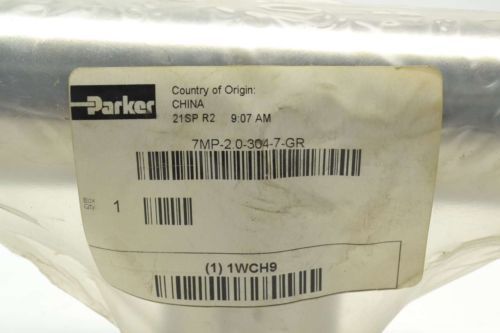 Parker
Country of Origin:
CHINA
21SP R2 9:07 AM
7MP-2.0-304-7-GR
Box
Qty
1
(1) 1WCH9